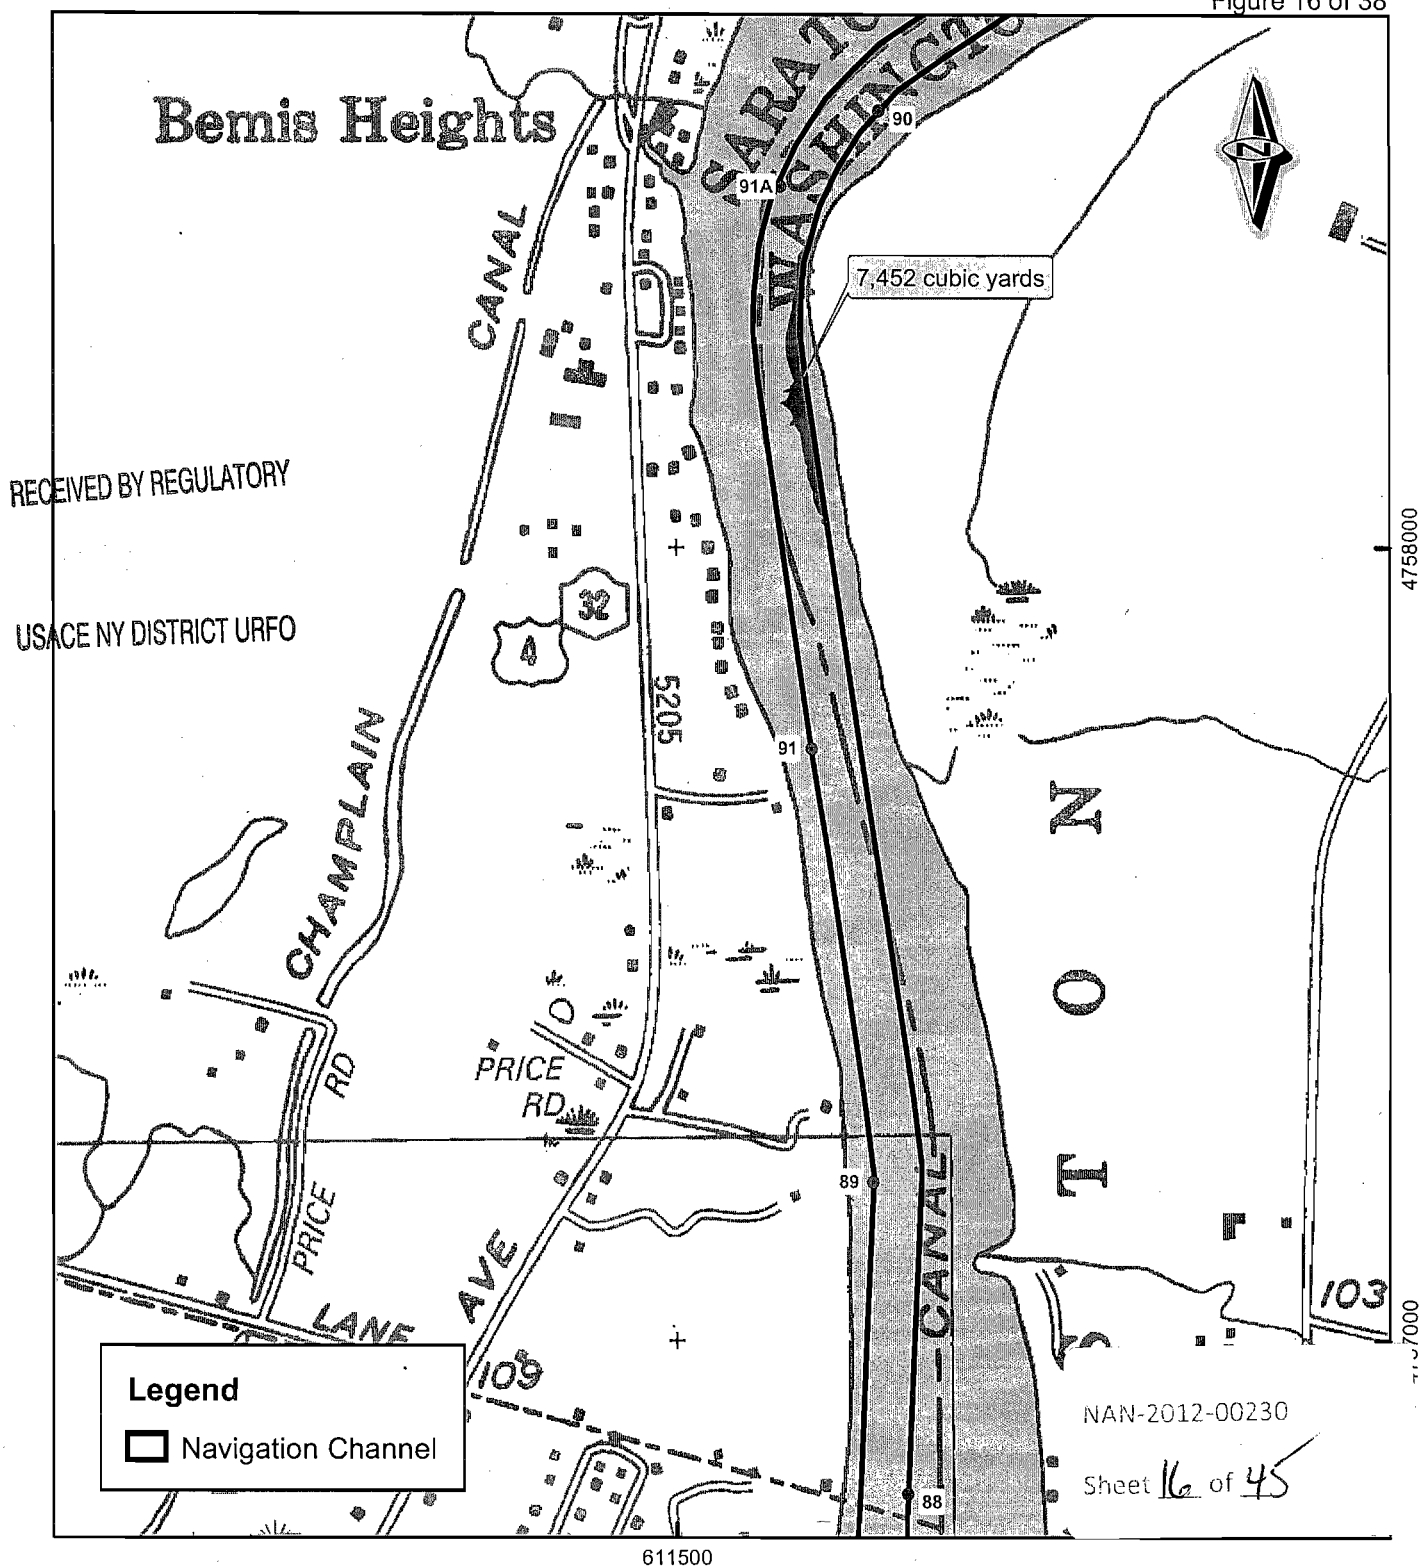 Figure 16 of 38
SARATO
WASHINGTO
Bemis Heights
90
91A
N
CANAL
7,452 cubic yards
RECEIVED BY REGULATORY
4758000
32
USACE NY DISTRICT URFO
4
5205
91
CHAMPLAIN
N
O
T
O
PRICE
RD
RD
PRICE
89
CANAL
AVE
103
LANE
109
Legend
Navigation Channel
NAN-2012-00230
Sheet 16 of 45
88
611500